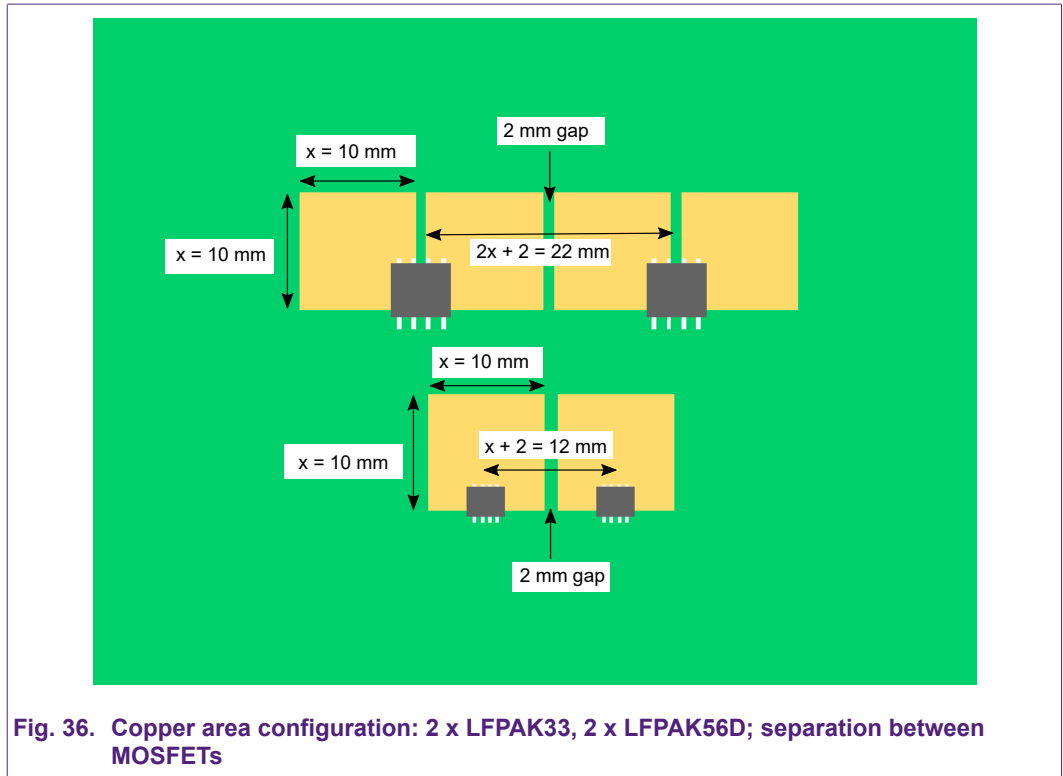 2 mm gap
x = 10 mm
x = 10 mm
2x + 2 = 22 mm
x = 10 mm
x = 10 mm
x + 2 = 12 mm
2 mm gap
Fig. 36. Copper area configuration: 2 x LFPAK33, 2 x LFPAK56D; separation between
MOSFETs